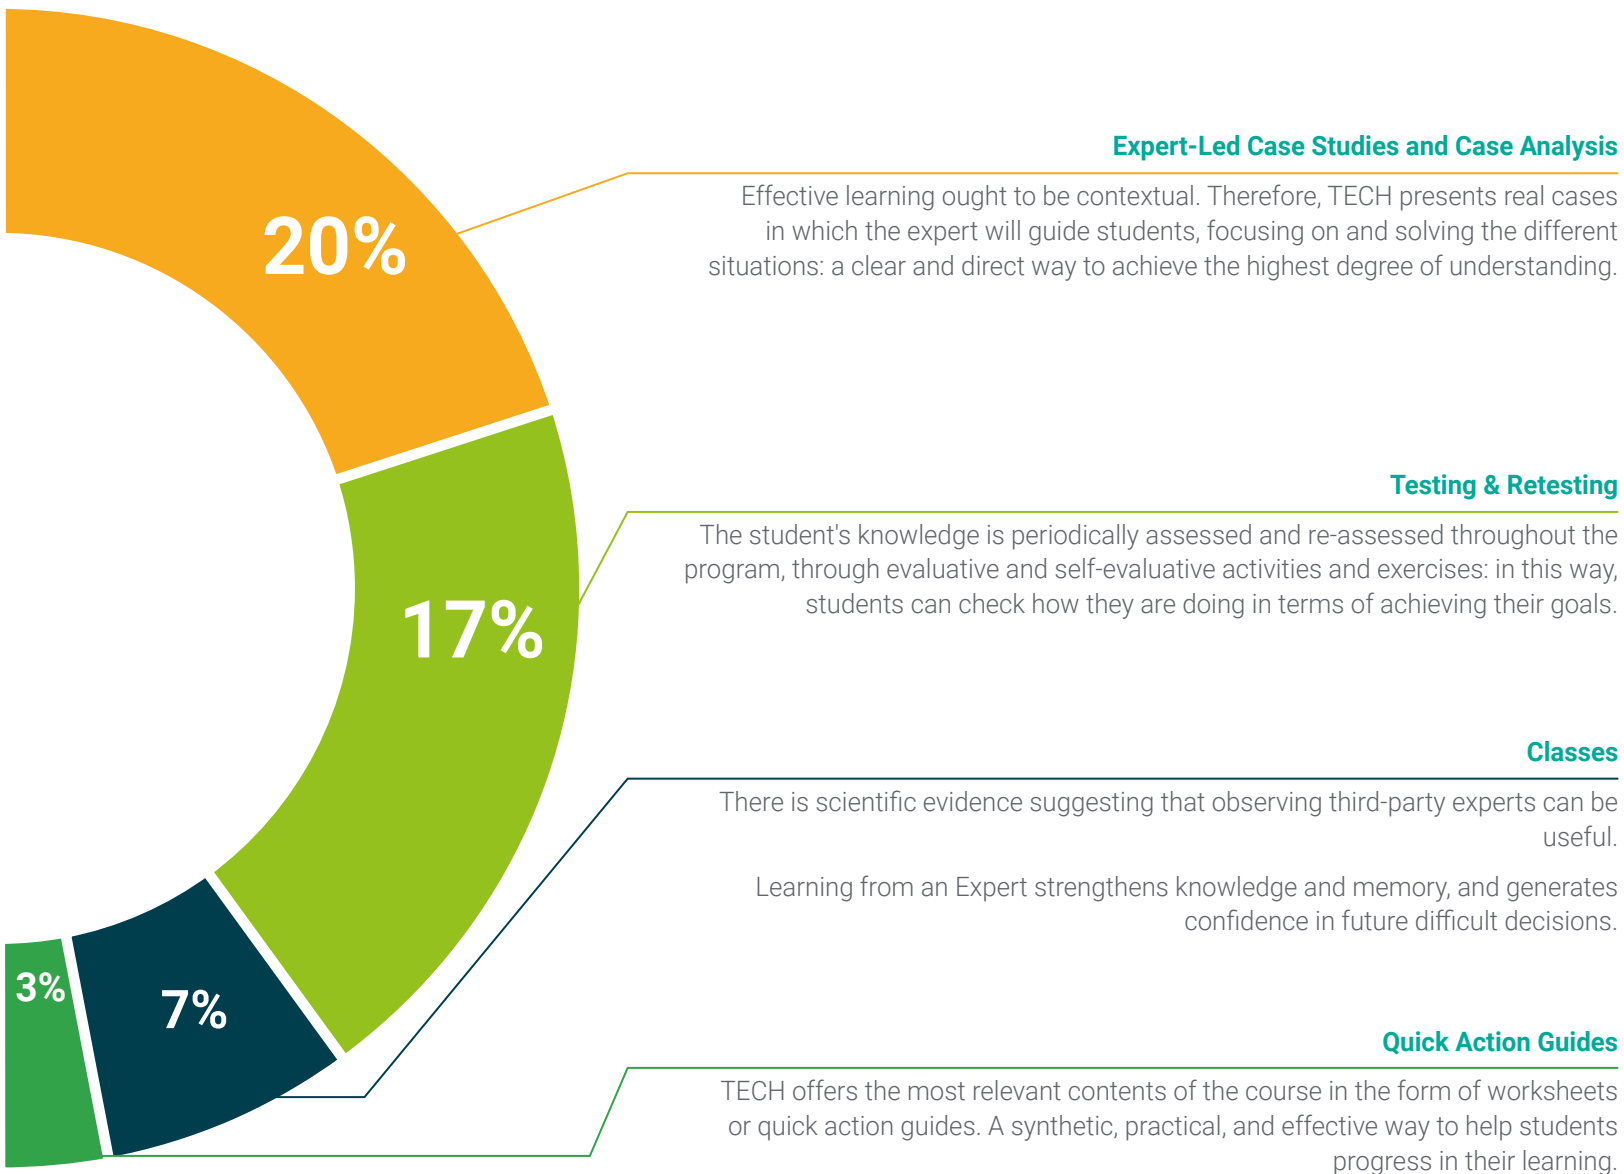 20%
Expert-Led Case Studies and Case Analysis
Effective learning ought to be contextual. Therefore, TECH presents real cases
in which the expert will guide students, focusing on and solving the different
situations: a clear and direct way to achieve the highest degree of understanding.
17%
Testing & Retesting
The student's knowledge is periodically assessed and re-assessed throughout the
program, through evaluative and self-evaluative activities and exercises: in this way,
students can check how they are doing in terms of achieving their goals.
7%
Classes
There is scientific evidence suggesting that observing third-party experts can be
useful.
Learning from an Expert strengthens knowledge and memory, and generates
confidence in future difficult decisions.
3%
Quick Action Guides
TECH offers the most relevant contents of the course in the form of worksheets
or quick action guides. A synthetic, practical, and effective way to help students
progress in their learning.